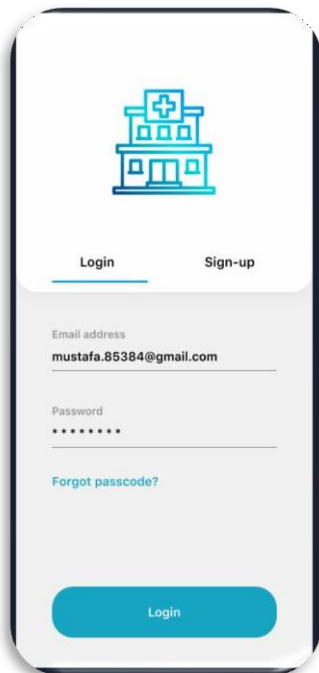 Login Sign-up
Email address
mustafa.85384@gmail.com
Password
********
Forgot passcode?
Login